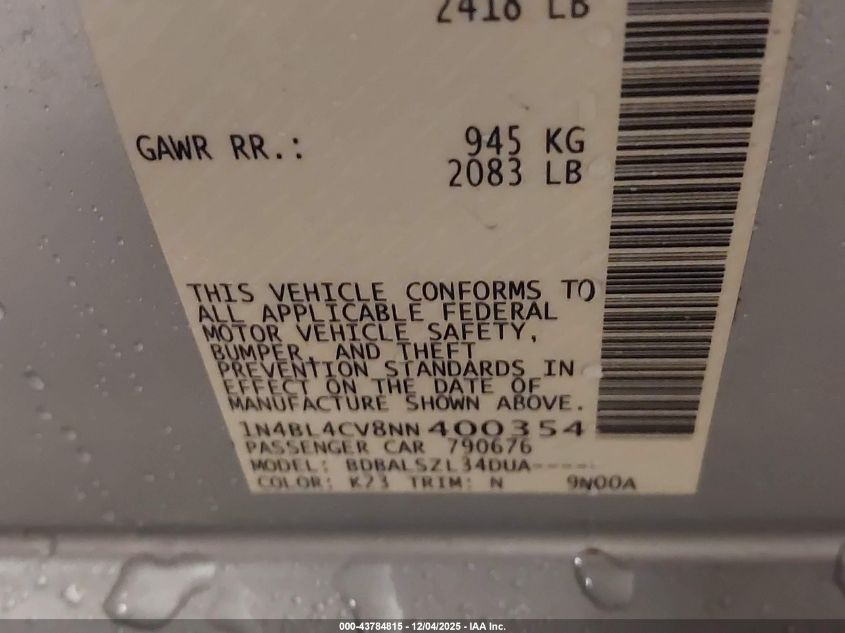 2418 LB
GAWR RR.: 945 KG
2083 LB
THIS VEHICLE CONFORMS TO
ALL APPLICABLE FEDERAL
MOTOR VEHICLE SAFETY,
BUMPER, AND THEFT
PREVENTION STANDARDS IN
EFFECT ON THE DATE OF
MANUFACTURE SHOWN ABOVE.
1N4BL4CV8NN400354
PASSENGER CAR 790676
MODEL: BDBALSZL34DUA-----
COLOR: K23 TRIM: N 9N00A
000-43784815 - 12/04/2025 - IAA Inc.